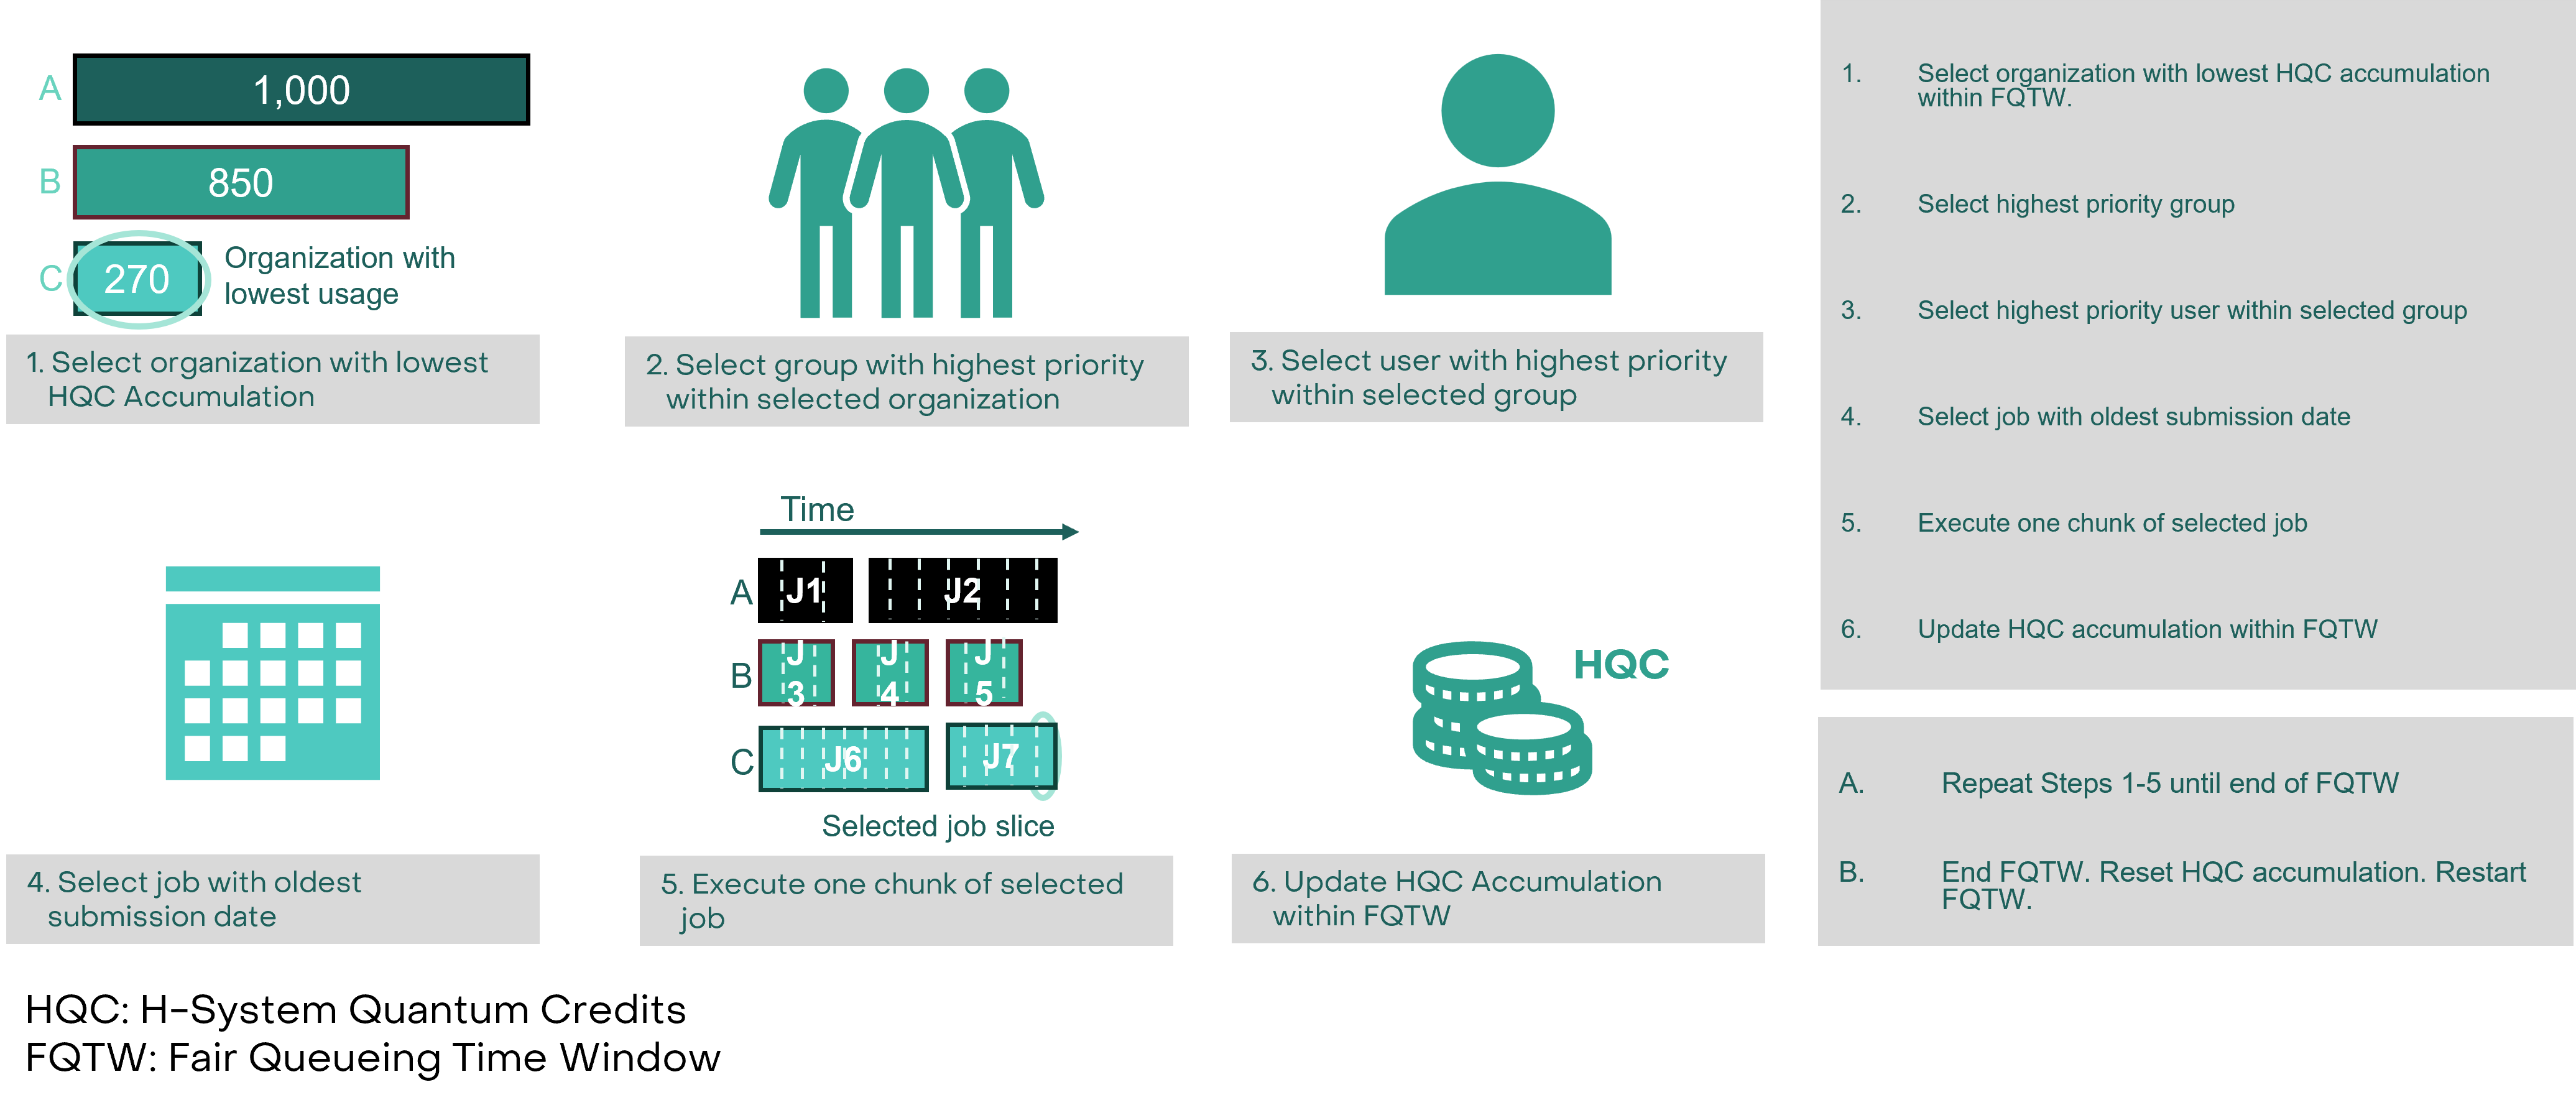 A
1,000
B
850
C
270
Organization with
lowest usage
1. Select organization with lowest
HQC Accumulation
2. Select group with highest priority
within selected organization
3. Select user with highest priority
within selected group
4. Select job with oldest
submission date
Time
A
J1
J2
B
J
3
J
4
J
5
C
J6
J7
Selected job slice
5. Execute one chunk of selected
job
HQC
6. Update HQC Accumulation
within FQTW
1. Select organization with lowest HQC accumulation
within FQTW.
2. Select highest priority group
3. Select highest priority user within selected group
4. Select job with oldest submission date
5. Execute one chunk of selected job
6. Update HQC accumulation within FQTW
A. Repeat Steps 1-5 until end of FQTW
B. End FQTW. Reset HQC accumulation. Restart
FQTW.
HQC: H-System Quantum Credits
FQTW: Fair Queueing Time Window